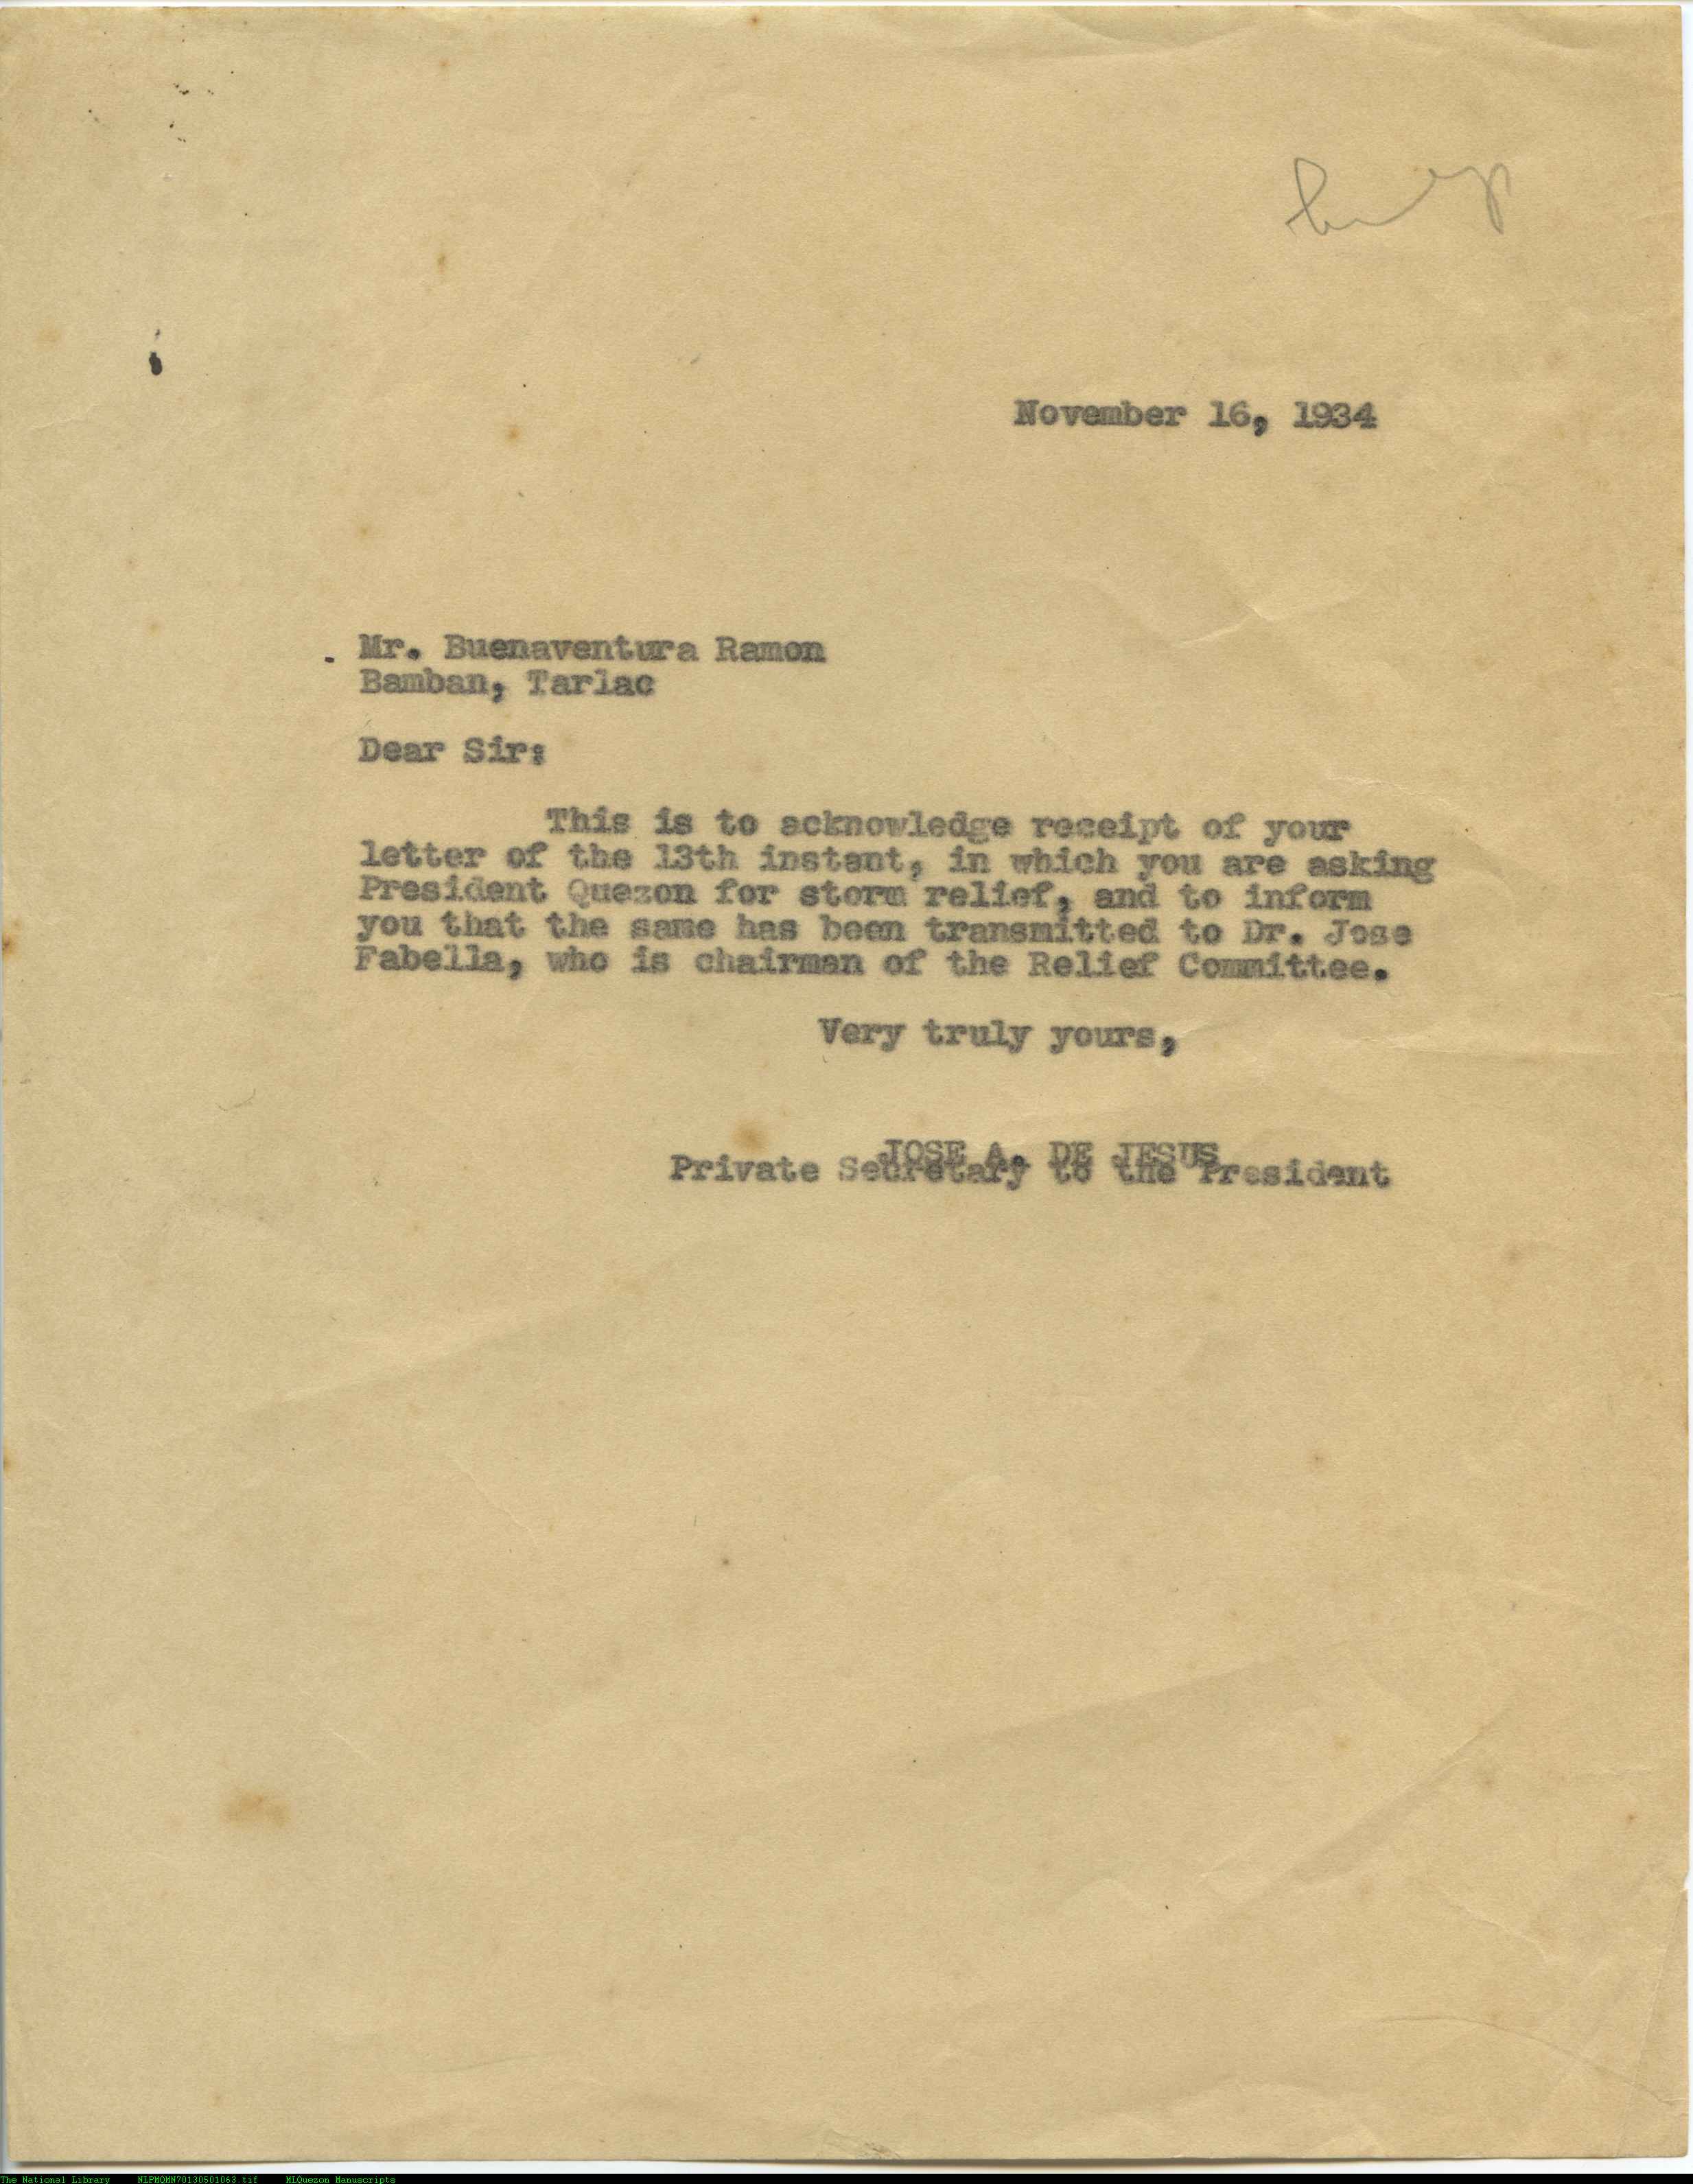 November 16, 1934
Mr. Buenaventura Ramon
Bamban, Tarlac
Dear Sir:
This is to acknowledge receipt of your
letter of the 13th instant, in which you are asking
President Quezon for storm relief, and to inform
you that the same has been transmitted to Dr. Jose
Fabella, who is chairman of the Relief Committee.
Very truly yours,
JOSE A. DE JESUS
Private Secretary to the President
The National Library NLPMQMN70130501063.tif MLQuezon Manuscripts